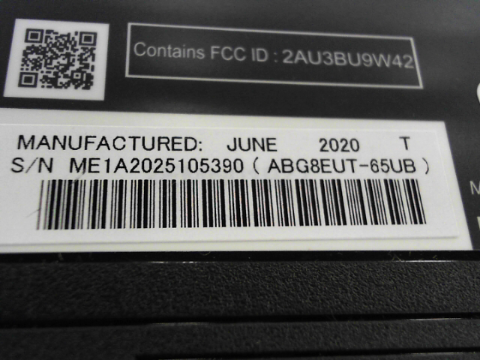 Contains FCC ID : 2AU3BU9W42
MANUFACTURED: JUNE 2020 T
S/N ME1A2025105390 ( ABG8EUT-65UB )